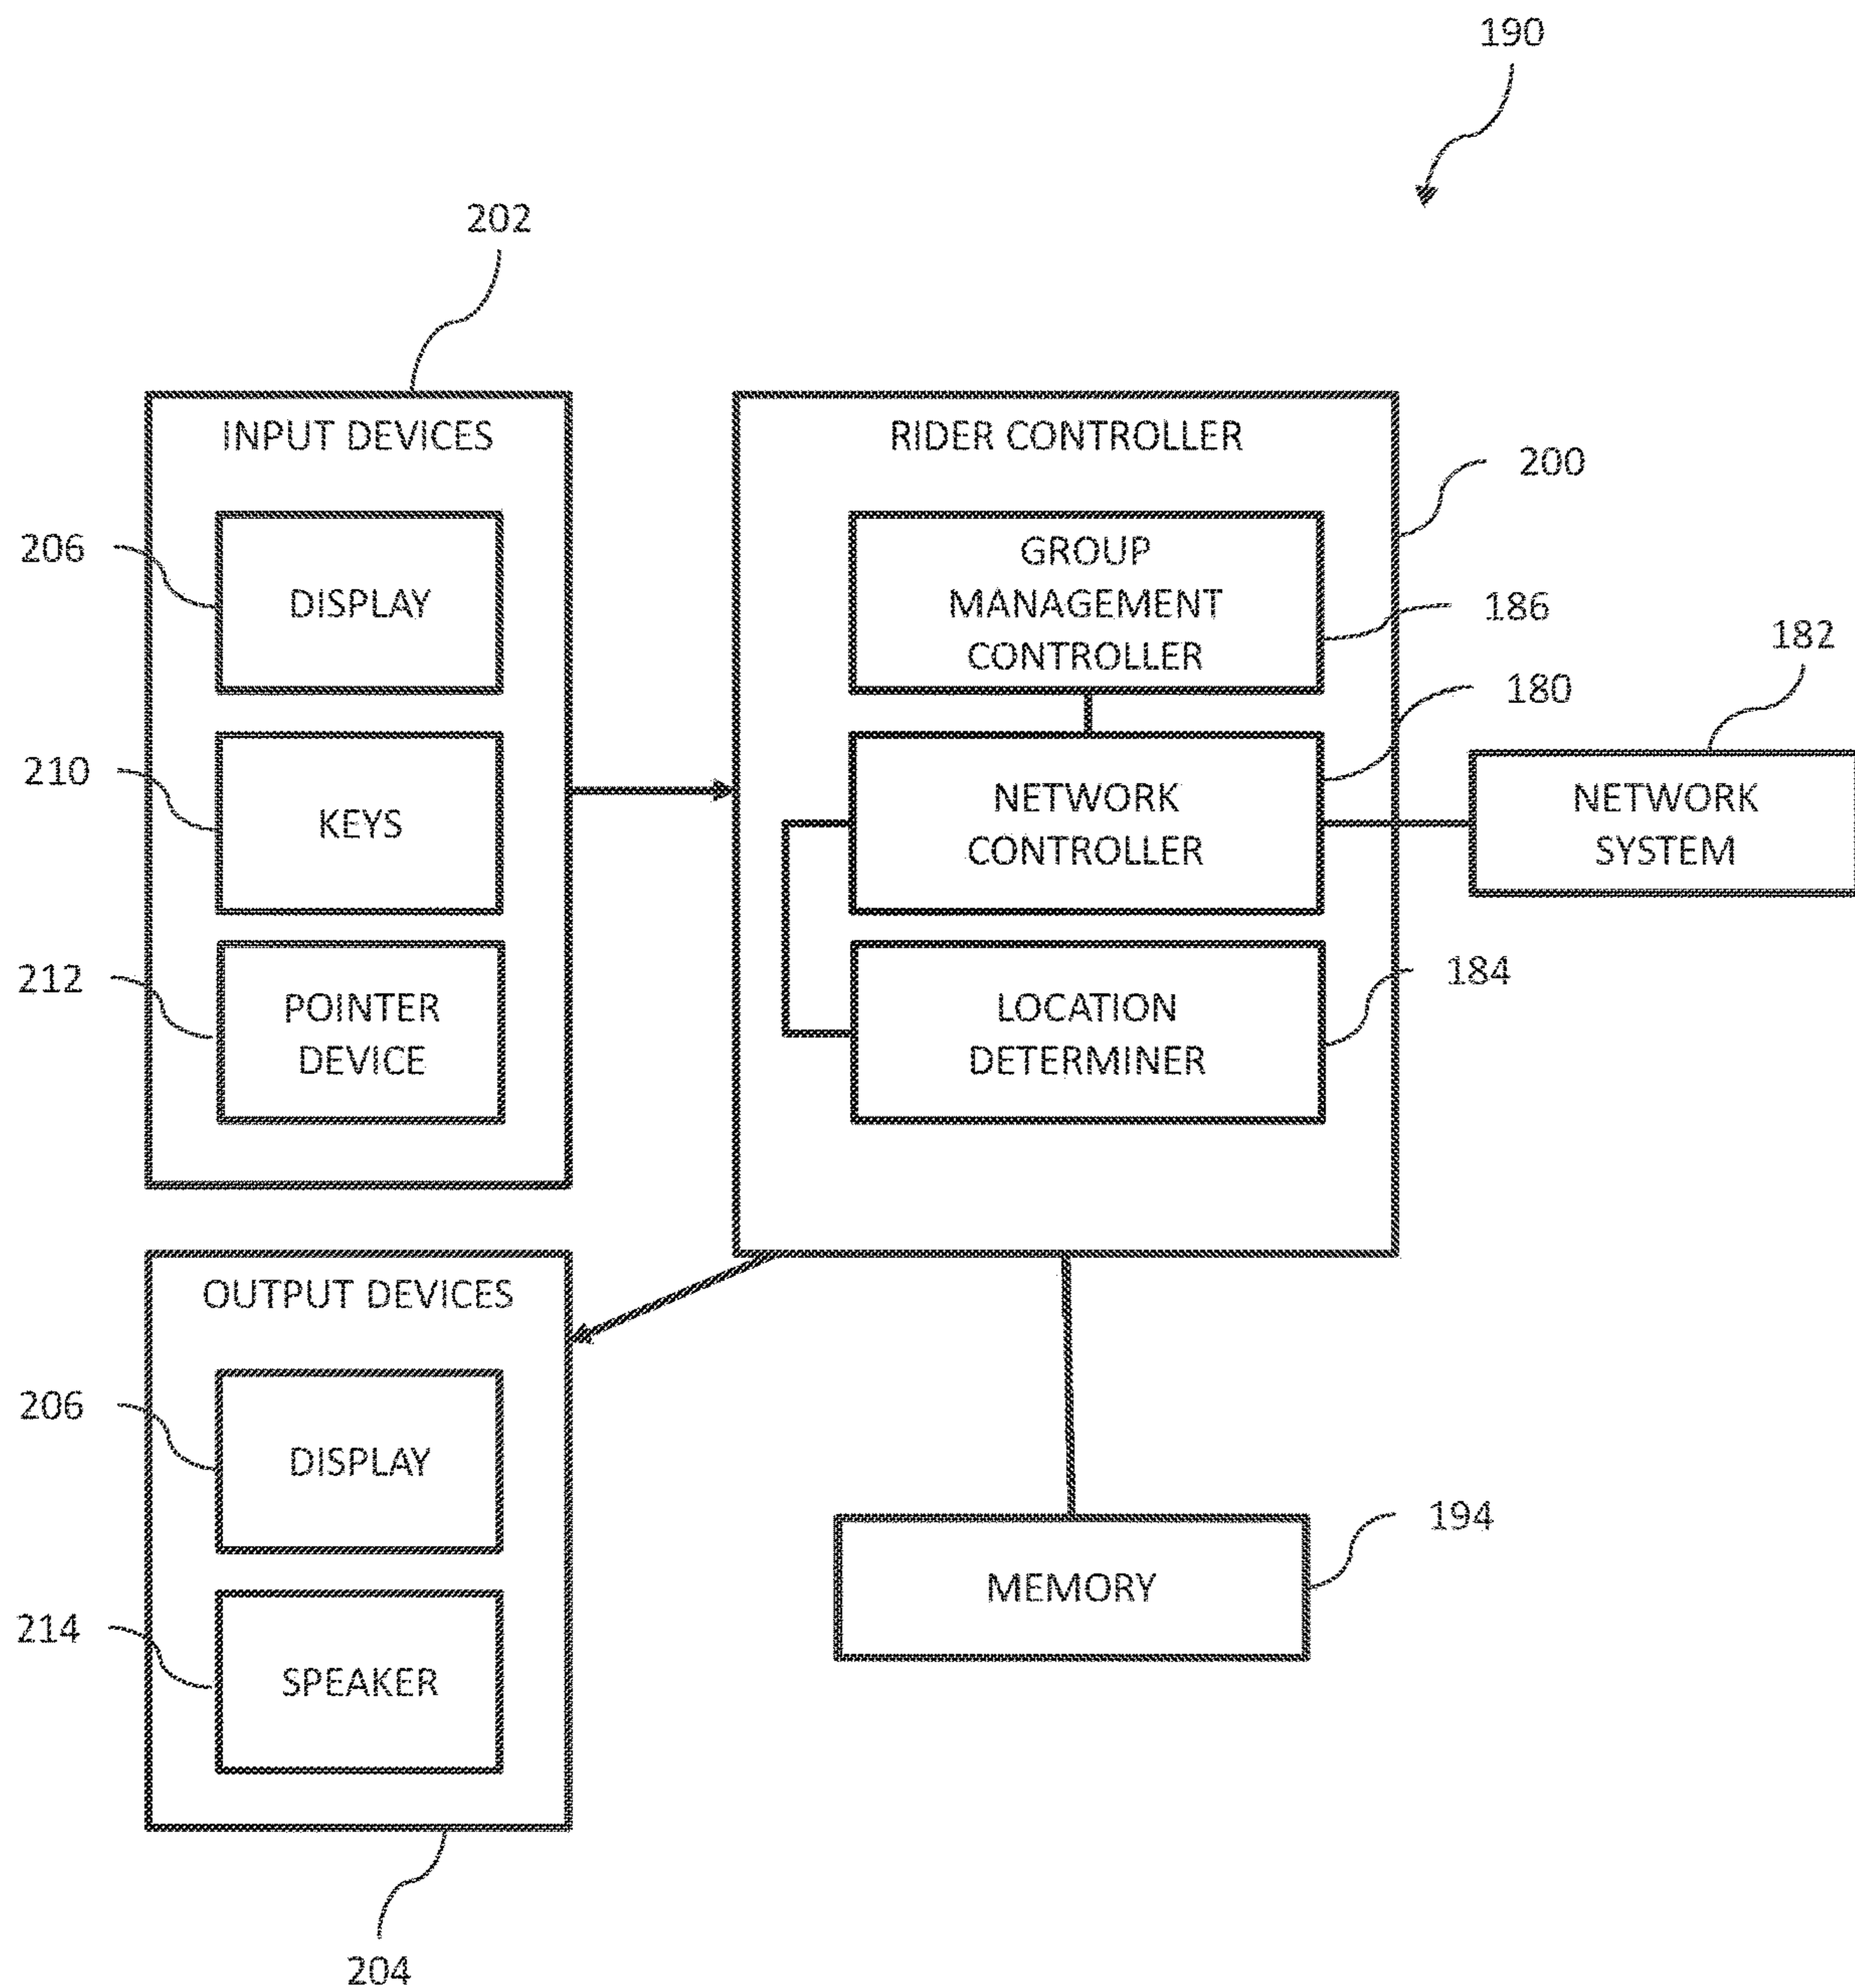 190
202
INPUT DEVICES
206
DISPLAY
210
KEYS
212
POINTER
DEVICE
RIDER CONTROLLER
200
GROUP
MANAGEMENT
CONTROLLER
186
180
NETWORK
CONTROLLER
182
NETWORK
SYSTEM
184
LOCATION
DETERMINER
OUTPUT DEVICES
206
DISPLAY
214
SPEAKER
204
194
MEMORY